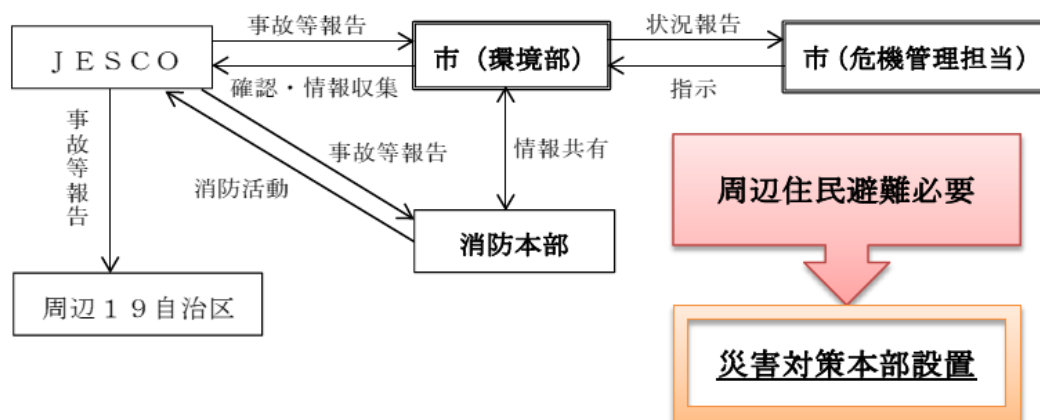 事故等報告
状況報告
ＪＥＳＣＯ
市（環境部）
市（危機管理担当）
確認・情報収集
指示
事故等報告
事故等報告
情報共有
消防活動
周辺住民避難必要
消防本部
周辺１９自治区
災害対策本部設置